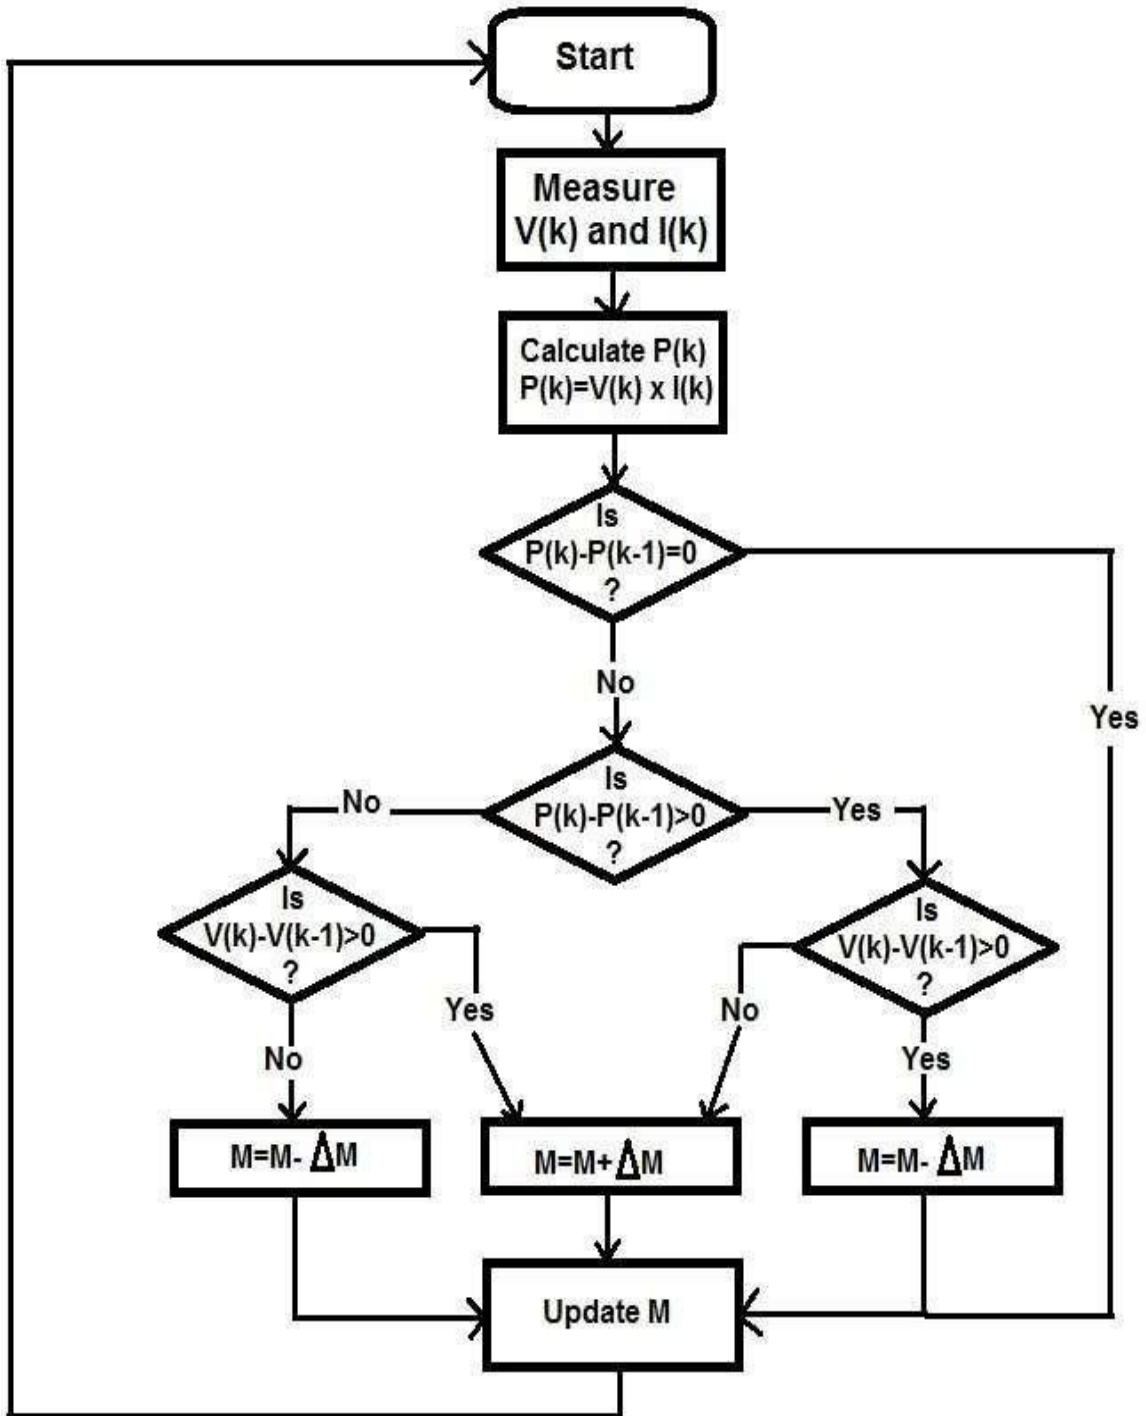 Start
Measure
V(k) and I(k)
Calculate P(k)
P(k)=V(k) x I(k)
Is
P(k)-P(k-1)=0
?
No
Yes
Is
P(k)-P(k-1)>0
?
No
Yes
Is
V(k)-V(k-1)>0
?
Is
V(k)-V(k-1)>0
?
Yes
No
No
Yes
M=M- ΔM
M=M+ ΔM
M=M- ΔM
Update M